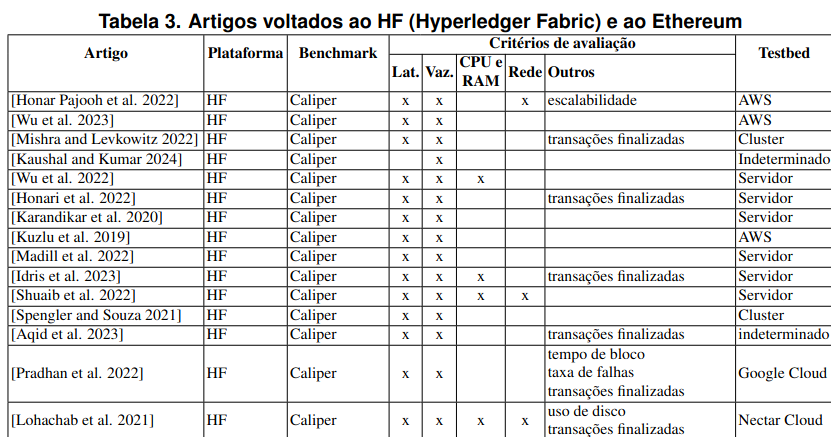 Tabela 3. Artigos voltados ao HF (Hyperledger Fabric) e ao Ethereum
Artigo Plataforma Benchmark Critérios de avaliação Testbed
Lat. Vaz. CPU e RAM Rede Outros
[Honar Pajooh et al. 2022] HF Caliper x x x escalabilidade AWS
[Wu et al. 2023] HF Caliper x x AWS
[Mishra and Levkowitz 2022] HF Caliper x x transações finalizadas Cluster
[Kaushal and Kumar 2024] HF Caliper x Indeterminado
[Wu et al. 2022] HF Caliper x x x Servidor
[Honari et al. 2022] HF Caliper x x transações finalizadas Servidor
[Karandikar et al. 2020] HF Caliper x x Servidor
[Kuzlu et al. 2019] HF Caliper x x AWS
[Madill et al. 2022] HF Caliper x x Servidor
[Idris et al. 2023] HF Caliper x x x transações finalizadas Servidor
[Shuaib et al. 2022] HF Caliper x x x x Servidor
[Spengler and Souza 2021] HF Caliper x x Cluster
[Aqid et al. 2023] HF Caliper x x transações finalizadas indeterminado
[Pradhan et al. 2022] HF Caliper x x tempo de bloco
taxa de falhas
transações finalizadas Google Cloud
[Lohachab et al. 2021] HF Caliper x x x x uso de disco
transações finalizadas Nectar Cloud